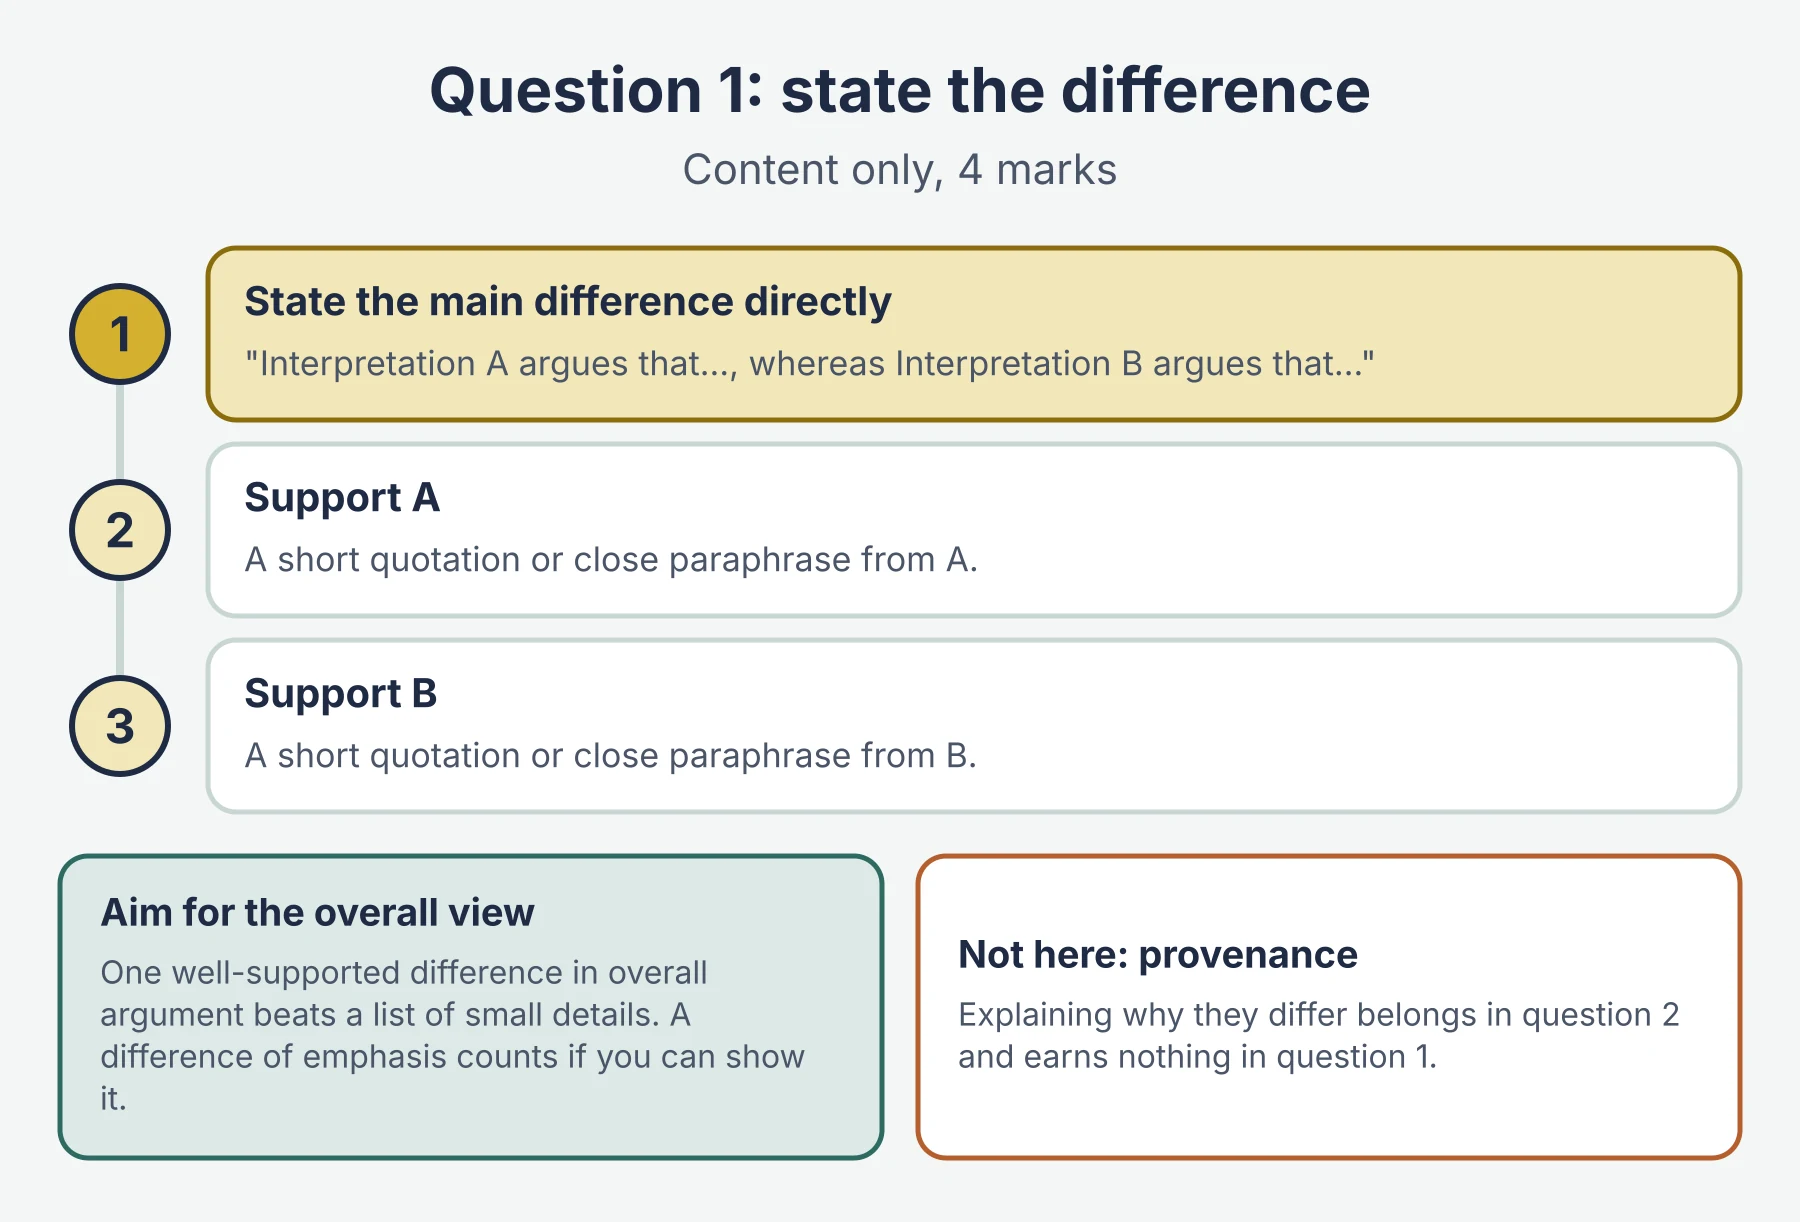 Question 1: state the difference
Content only, 4 marks
1
State the main difference directly
"Interpretation A argues that..., whereas Interpretation B argues that..."
2
Support A
A short quotation or close paraphrase from A.
3
Support B
A short quotation or close paraphrase from B.
Aim for the overall view
One well-supported difference in overall
argument beats a list of small details. A
difference of emphasis counts if you can show
it.
Not here: provenance
Explaining why they differ belongs in question 2
and earns nothing in question 1.